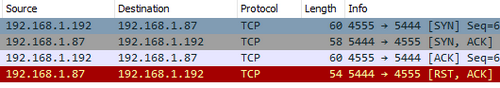 Source Destination Protocol Length Info
192.168.1.192 192.168.1.87 TCP 60 4555 → 5444 [SYN] Seq=6
192.168.1.87 192.168.1.192 TCP 58 5444 → 4555 [SYN, ACK]
192.168.1.192 192.168.1.87 TCP 60 4555 → 5444 [ACK] Seq=6
192.168.1.87 192.168.1.192 TCP 54 5444 → 4555 [RST, ACK]